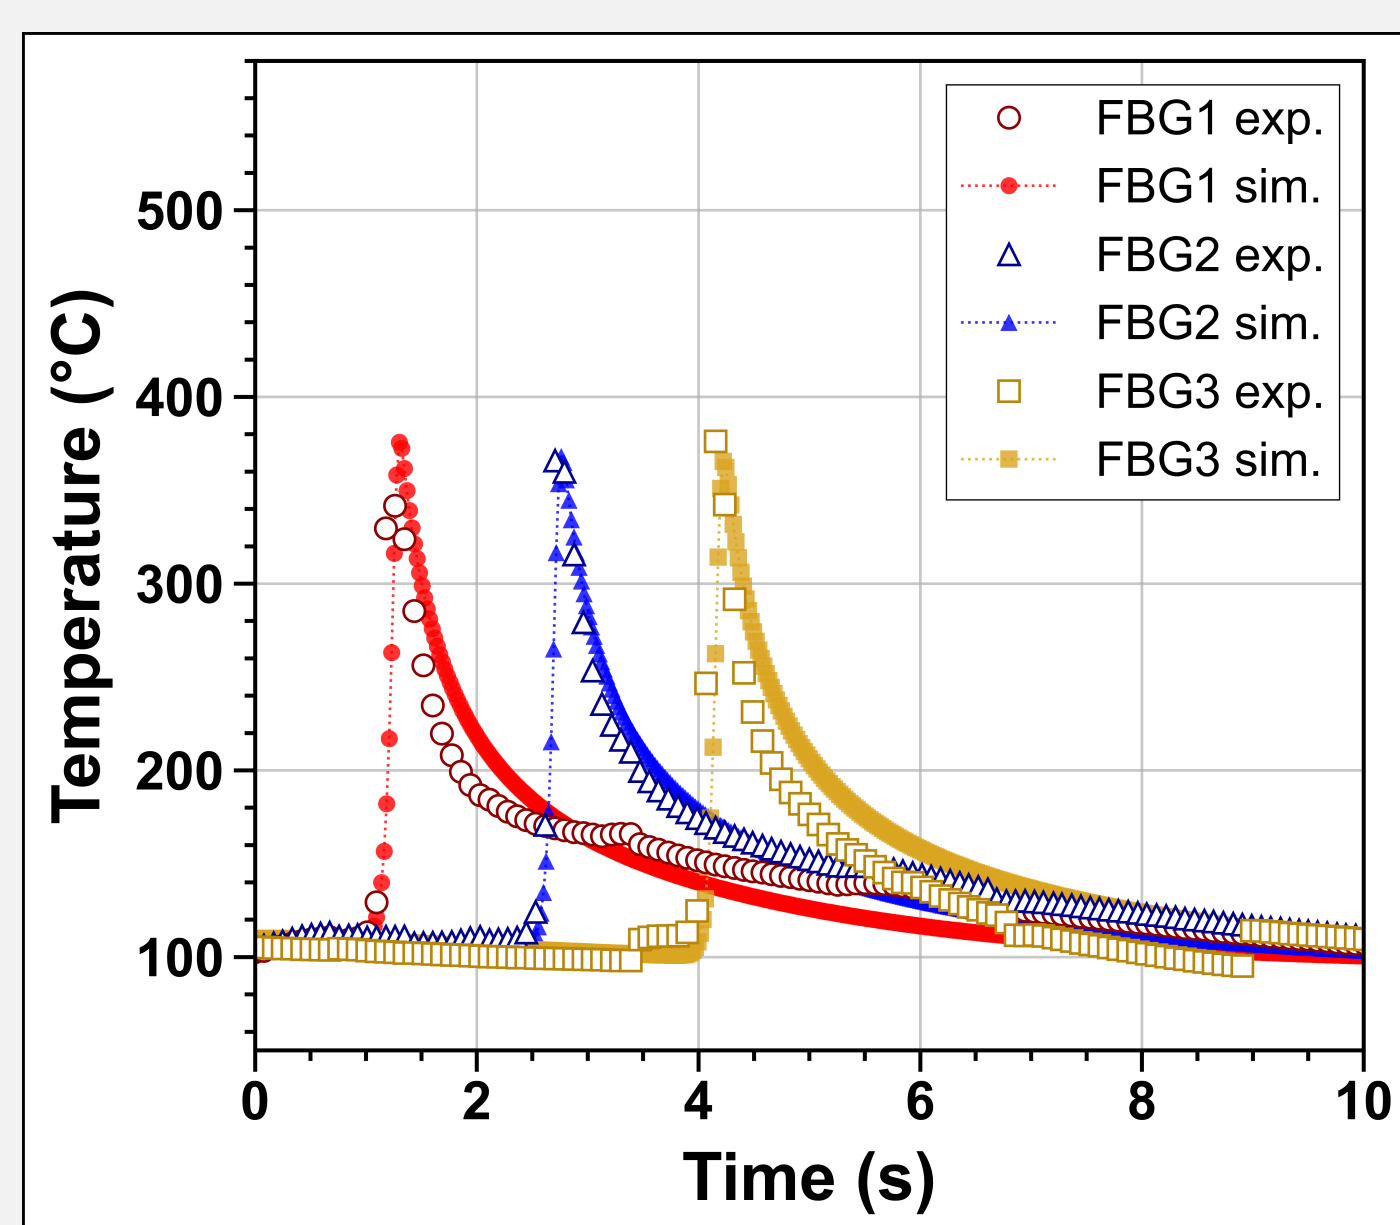 FBG1 exp.
FBG1 sim.
FBG2 exp.
FBG2 sim.
FBG3 exp.
FBG3 sim.
500
400
300
200
100
Temperature (°C)
0 2 4 6 8 10
Time (s)